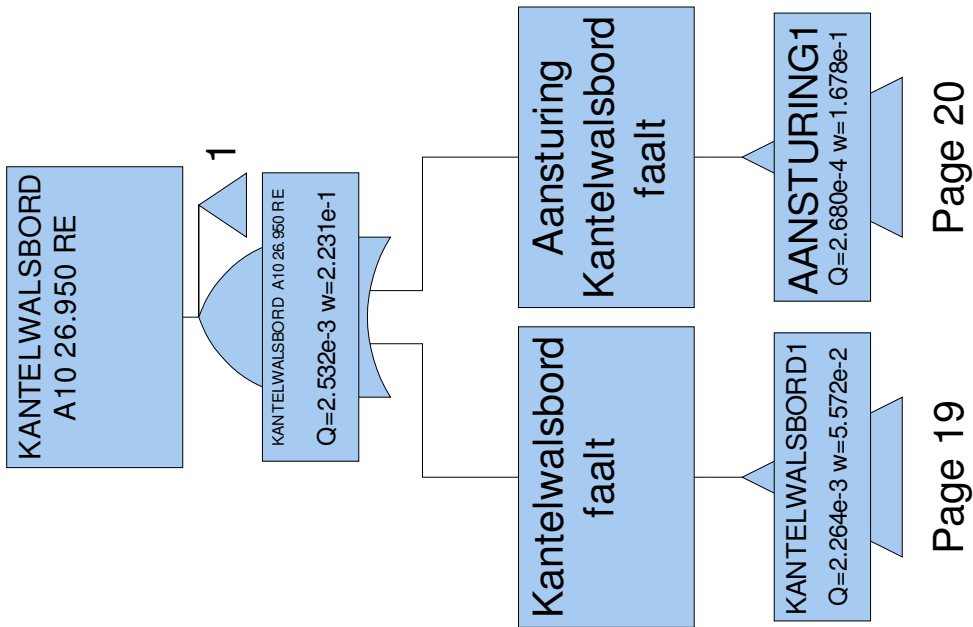 KANTELWALSBORD
A10 26.950 RE
1
KANTELWALSBORD A10 26.950 RE
Q=2.532e-3 w=2.231e-1
Kantelwalsbord
faalt
KANTELWALSBORD1
Q=2.264e-3 w=5.572e-2
Page 19
Aansturing
Kantelwalsbord
faalt
AANSTURING1
Q=2.680e-4 w=1.678e-1
Page 20